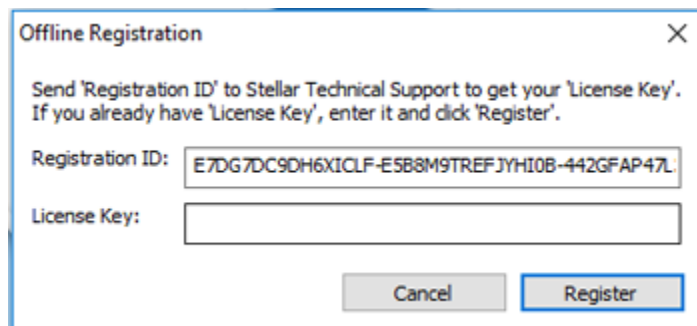 Offline Registration
Send 'Registration ID' to Stellar Technical Support to get your 'License Key'.
If you already have 'License Key', enter it and click 'Register'.
Registration ID: E7DG7DC9DH6XICLF-E5B8M9TREFJYHI0B-442GFAP47L
License Key:
Cancel Register